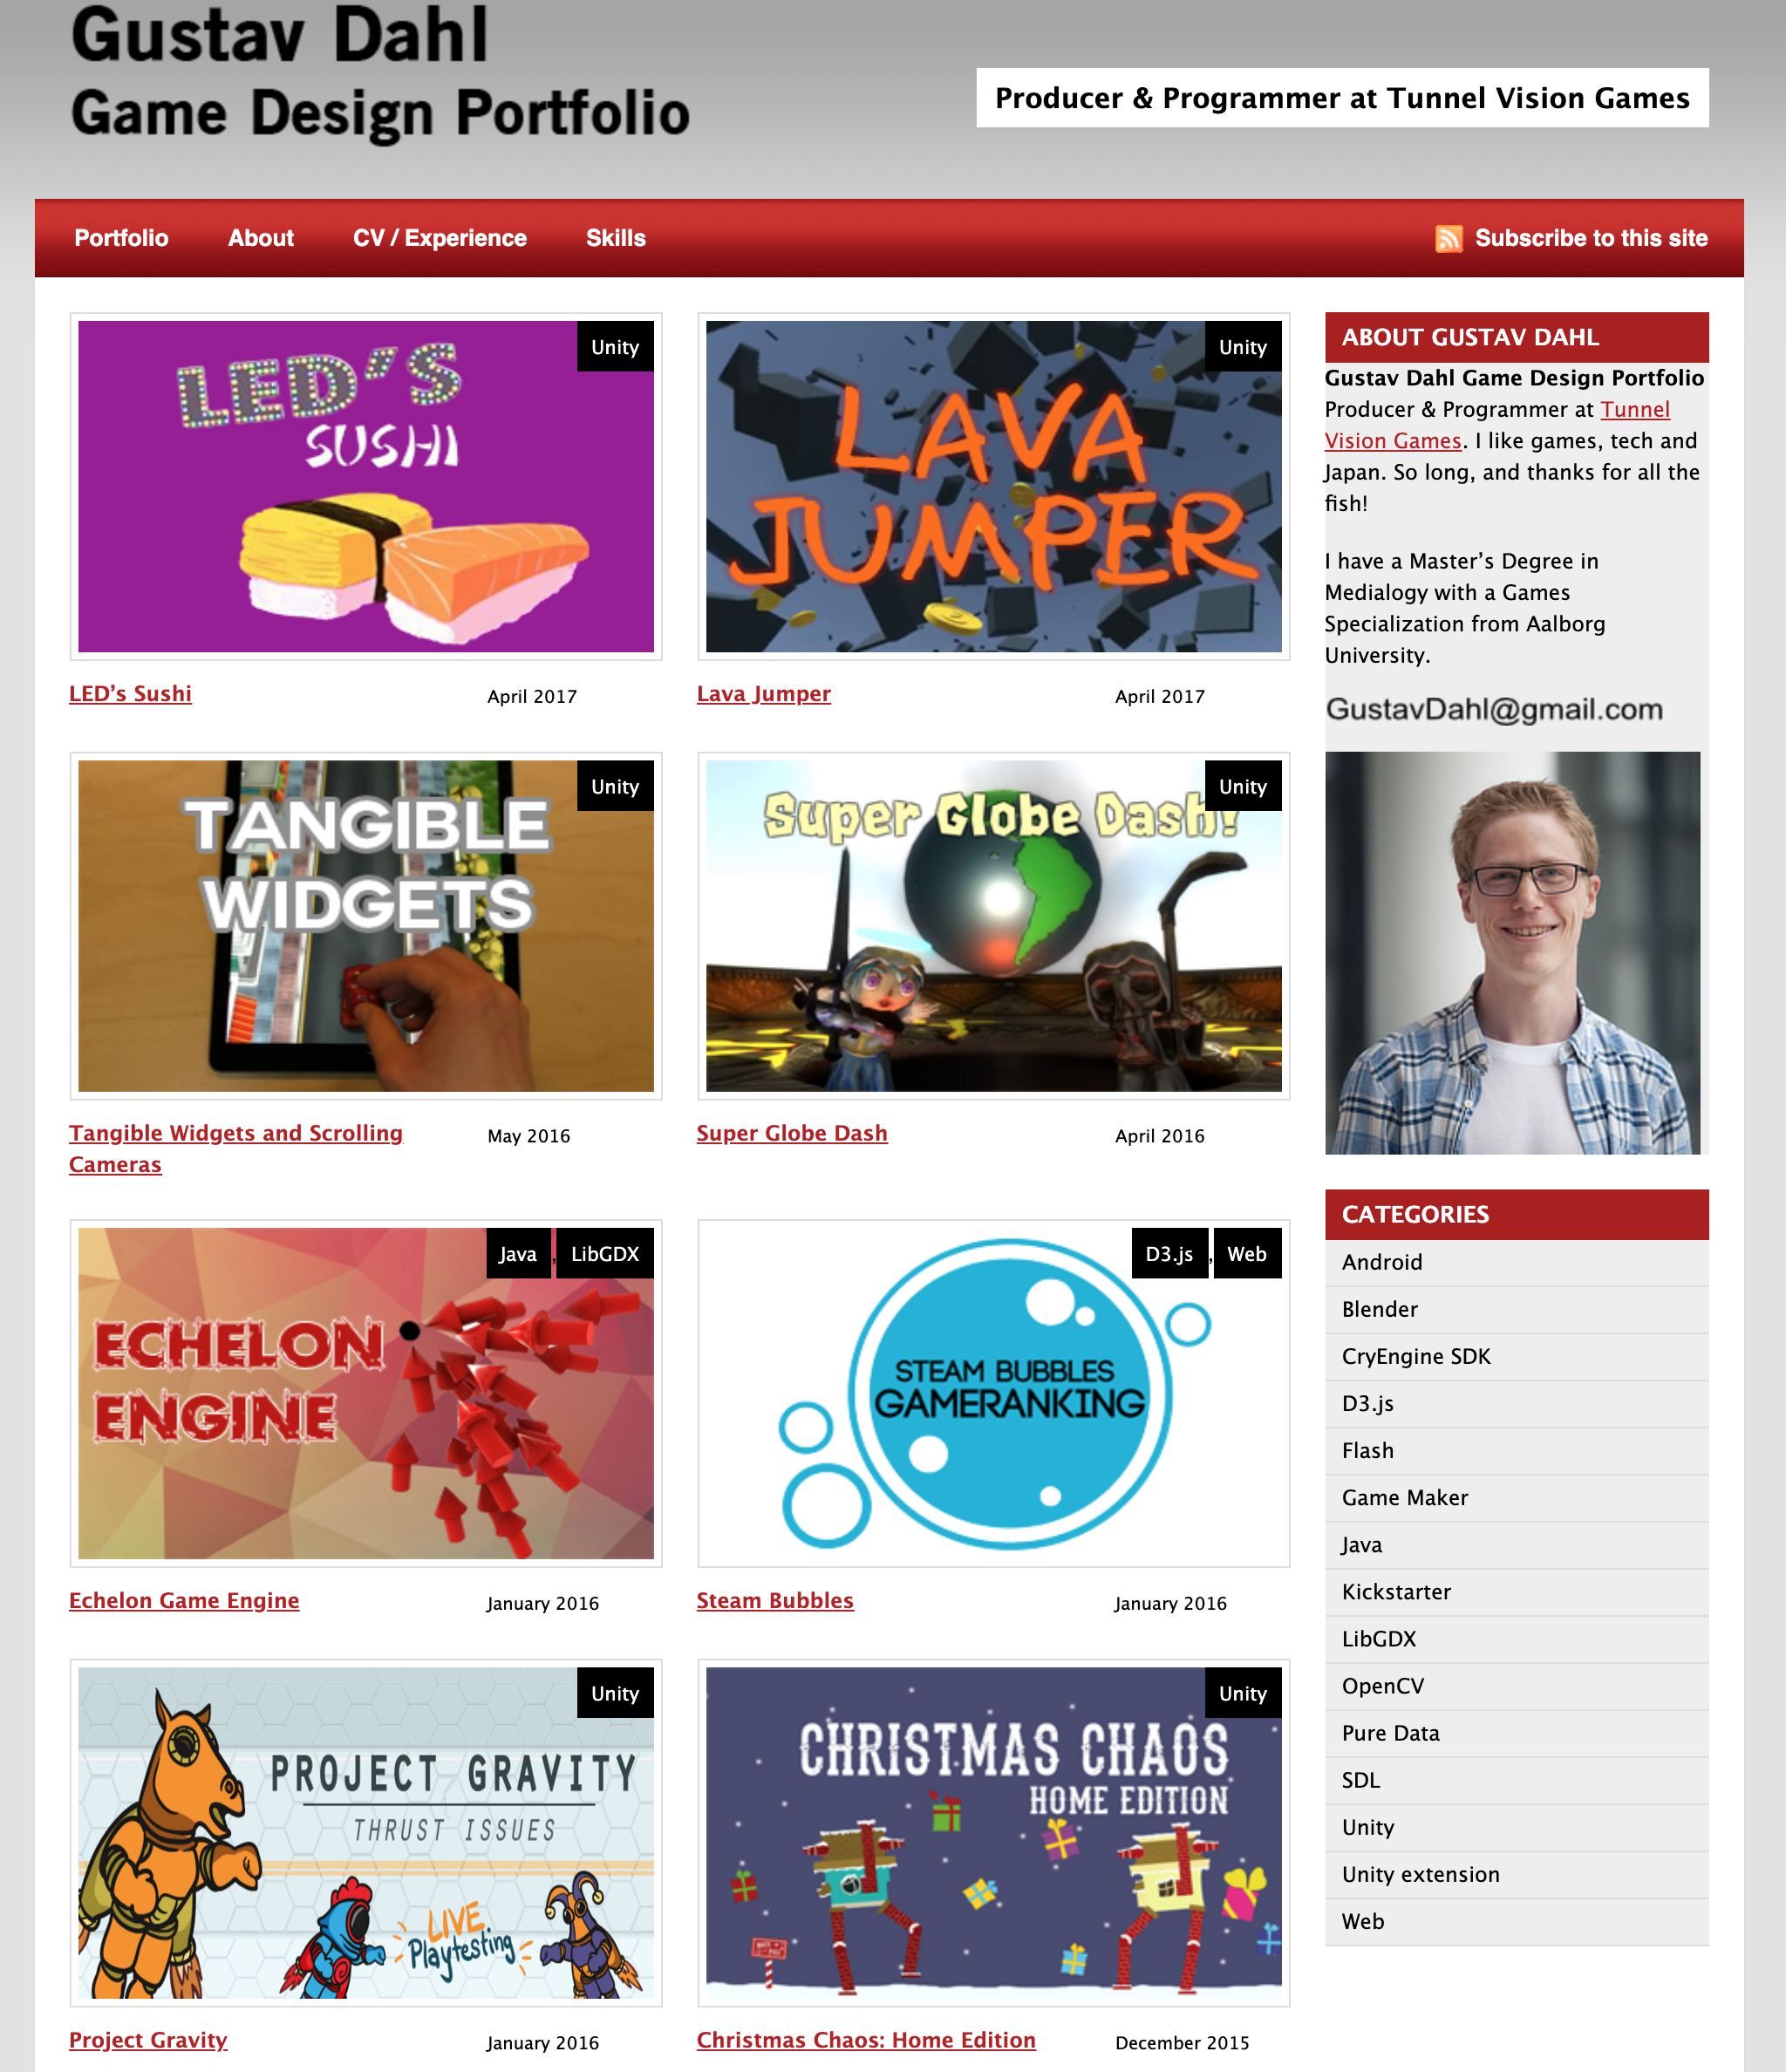 Gustav Dahl
Game Design Portfolio
Producer & Programmer at Tunnel Vision Games
Portfolio
About
CV / Experience
Skills
Subscribe to this site
Unity
LED'S
SUSHI
LED’s Sushi
April 2017
Unity
LAVA
JUMPER
Lava Jumper
April 2017
Unity
TANGIBLE
WIDGETS
Tangible Widgets and Scrolling
Cameras
May 2016
Unity
Super Globe Dash!
Super Globe Dash
April 2016
Java , LibGDX
ECHELON
ENGINE
Echelon Game Engine
January 2016
D3.js , Web
STEAM BUBBLES
GAMERANKING
Steam Bubbles
January 2016
Unity
PROJECT GRAVITY
THRUST ISSUES
LIVE
Playtesting
Project Gravity
January 2016
Unity
CHRISTMAS CHAOS
HOME EDITION
Christmas Chaos: Home Edition
December 2015
ABOUT GUSTAV DAHL
Gustav Dahl Game Design Portfolio
Producer & Programmer at Tunnel
Vision Games. I like games, tech and
Japan. So long, and thanks for all the
fish!
I have a Master’s Degree in
Medialogy with a Games
Specialization from Aalborg
University.
GustavDahl@gmail.com
CATEGORIES
Android
Blender
CryEngine SDK
D3.js
Flash
Game Maker
Java
Kickstarter
LibGDX
OpenCV
Pure Data
SDL
Unity
Unity extension
Web